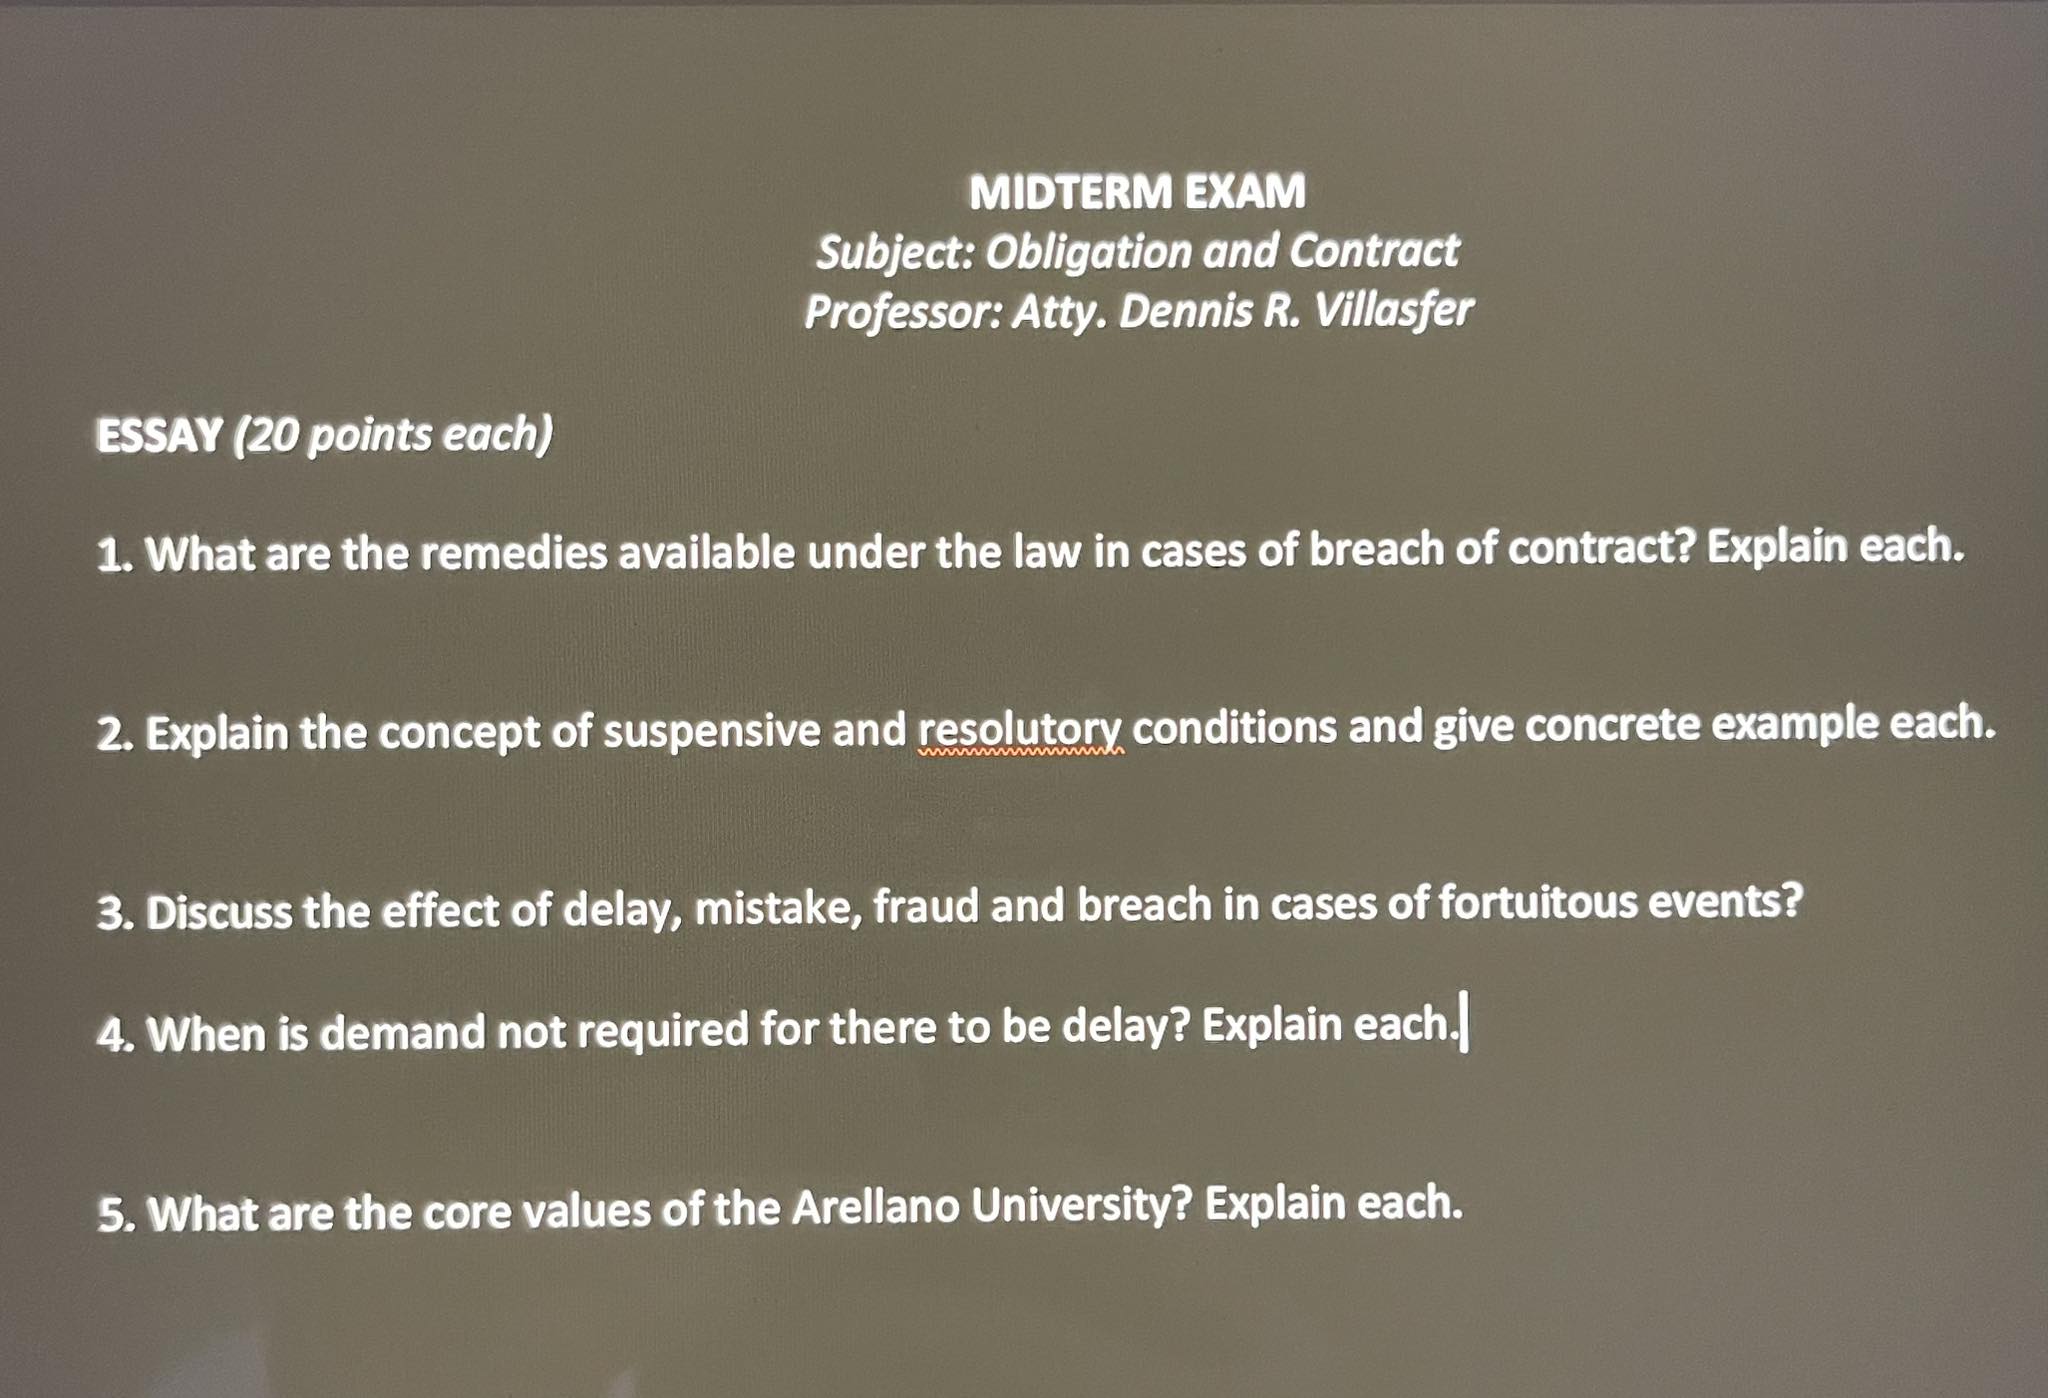 MIDTERM EXAM
Subject: Obligation and Contract
Professor: Atty. Dennis R. Villasfer
ESSAY (20 points each)
1. What are the remedies available under the law in cases of breach of contract? Explain each.
2. Explain the concept of suspensive and resolutory conditions and give concrete example each.
3. Discuss the effect of delay, mistake, fraud and breach in cases of fortuitous events?
4. When is demand not required for there to be delay? Explain each.
5. What are the core values of the Arellano University? Explain each.